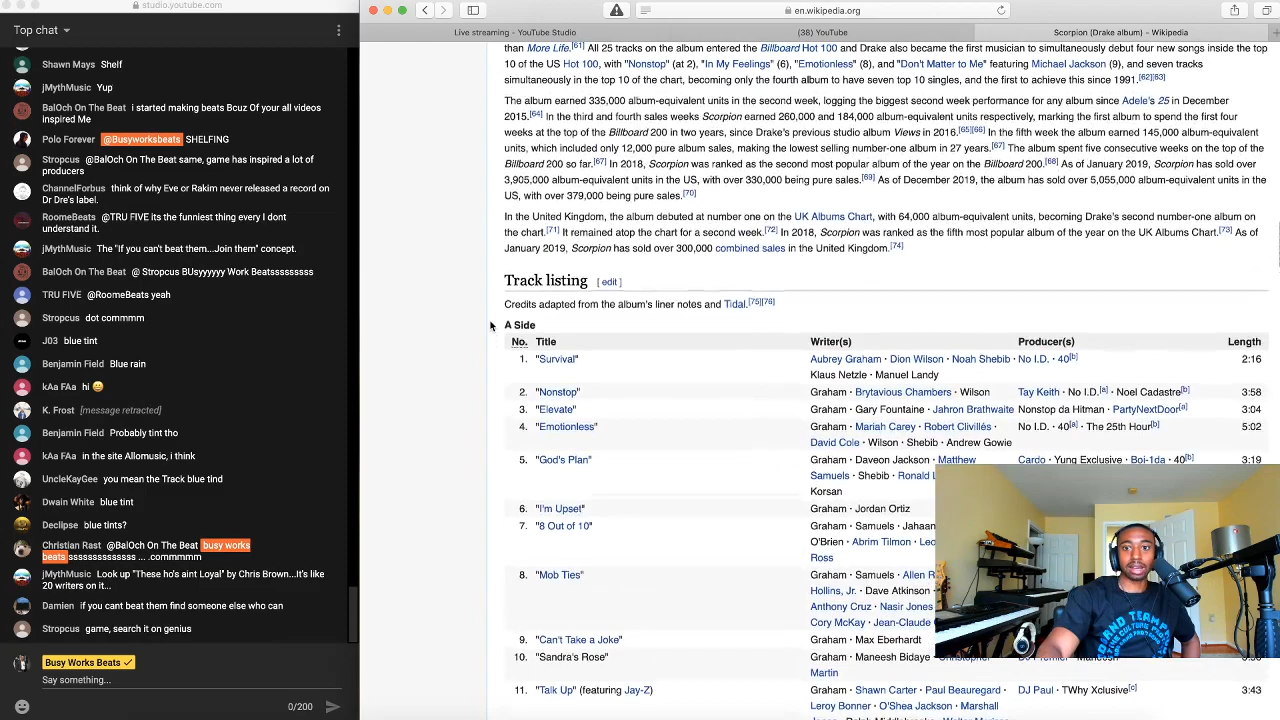 studio.youtube.com
Top chat
Shawn Mays Shelf
jMythMusic Yup
BalOch On The Beat i started making beats Bcuz Of your all videos
inspired Me
Polo Forever @Busyworksbeats SHELFING
Stropcus @BalOch On The Beat same, game has inspired a lot of
producers
ChannelForbus think of why Eve or Rakim never released a record on
Dr Dre's label.
RoomeBeats @TRU FIVE its the funniest thing every I dont
understand it.
jMythMusic The "If you can't beat them...Join them" concept.
BalOch On The Beat @ Stropcus BUsyyyyyy Work Beatsssssssss
TRU FIVE @RoomeBeats yeah
Stropcus dot commmm
J03 blue tint
Benjamin Field Blue rain
kAa FAa hi 😀
K. Frost [message retracted]
Benjamin Field Probably tint tho
kAa FAa in the site Allomusic, i think
UncleKayGee you mean the Track blue tind
Dwain White blue tint
Declipse blue tints?
Christian Rast @BalOch On The Beat busy works
beats ssssssssssssss ... .commmmm
jMythMusic Look up "These ho's aint Loyal" by Chris Brown...It's like
20 writers on it...
Damien if you cant beat them find someone else who can
Stropcus game, search it on genius
Busy Works Beats ✓
Say something...
0/200
en.wikipedia.org
Live streaming - YouTube Studio
(38) YouTube
Scorpion (Drake album) - Wikipedia
than More Life.[61] All 25 tracks on the album entered the Billboard Hot 100 and Drake also became the first musician to simultaneously debut four new songs inside the top
10 of the US Hot 100, with "Nonstop" (at 2), "In My Feelings" (6), "Emotionless" (8), and "Don't Matter to Me" featuring Michael Jackson (9), and seven tracks
simultaneously in the top 10 of the chart, becoming only the fourth album to have seven top 10 singles, and the first to achieve this since 1991.[62][63]
The album earned 335,000 album-equivalent units in the second week, logging the biggest second week performance for any album since Adele's 25 in December
2015.[64] In the third and fourth sales weeks Scorpion earned 260,000 and 184,000 album-equivalent units respectively, marking the first album to spend the first four
weeks at the top of the Billboard 200 in two years, since Drake's previous studio album Views in 2016.[65][66] In the fifth week the album earned 145,000 album-equivalent
units, which included only 12,000 pure album sales, making the lowest selling number-one album in 27 years.[67] The album spent five consecutive weeks on the top of the
Billboard 200 so far.[67] In 2018, Scorpion was ranked as the second most popular album of the year on the Billboard 200.[68] As of January 2019, Scorpion has sold over
3,905,000 album-equivalent units in the US, with over 330,000 being pure sales.[69] As of December 2019, the album has sold over 5,055,000 album-equivalent units in the
US, with over 379,000 being pure sales.[70]
In the United Kingdom, the album debuted at number one on the UK Albums Chart, with 64,000 album-equivalent units, becoming Drake's second number-one album on
the chart.[71] It remained atop the chart for a second week.[72] In 2018, Scorpion was ranked as the fifth most popular album of the year on the UK Albums Chart.[73] As of
January 2019, Scorpion has sold over 300,000 combined sales in the United Kingdom.[74]
Track listing [ edit ]
Credits adapted from the album's liner notes and Tidal.[75][76]
A Side
No. Title Writer(s) Producer(s) Length
1. "Survival" Aubrey Graham · Dion Wilson · Noah Shebib · No I.D. · 40[b] 2:16
Klaus Netzle · Manuel Landy
2. "Nonstop" Graham · Brytavious Chambers · Wilson Tay Keith · No I.D.[a] · Noel Cadastre[b] 3:58
3. "Elevate" Graham · Gary Fountaine · Jahron Brathwaite Nonstop da Hitman · PartyNextDoor[a] 3:04
4. "Emotionless" Graham · Mariah Carey · Robert Clivillés · No I.D. · 40[a] · The 25th Hour[b] 5:02
David Cole · Wilson · Shebib · Andrew Gowie
5. "God's Plan" Graham · Daveon Jackson · Matthew Cardo · Yung Exclusive · Boi-1da · 40[b] 3:19
Samuels · Shebib · Ronald L
Korsan
6. "I'm Upset" Graham · Jordan Ortiz
7. "8 Out of 10" Graham · Samuels · Jahaan
O'Brien · Abrim Tilmon · Leo
Ross
8. "Mob Ties" Graham · Samuels · Allen R
Hollins, Jr. · Dave Atkinson ·
Anthony Cruz · Nasir Jones
Cory McKay · Jean-Claude
9. "Can't Take a Joke" Graham · Max Eberhardt
10. "Sandra's Rose" Graham · Maneesh Bidaye ·
Martin
11. "Talk Up" (featuring Jay-Z) Graham · Shawn Carter · Paul Beauregard · DJ Paul · TWhy Xclusive[c] 3:43
Leroy Bonner · O'Shea Jackson · Marshall